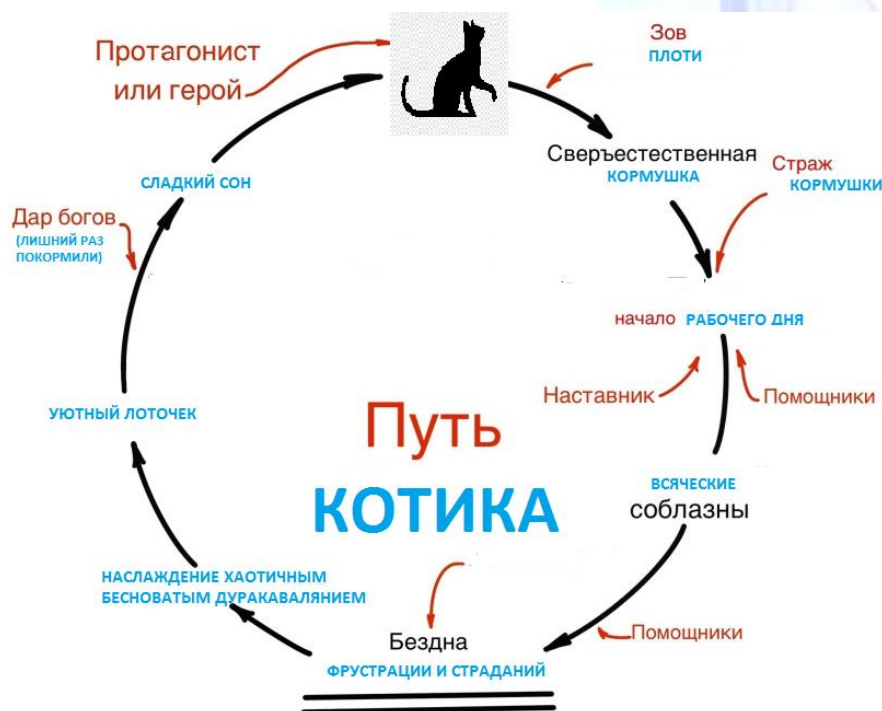 Протагонист
или герой
Зов
ПЛОТИ
Сверъестественная
КОРМУШКА
Страж
КОРМУШКИ
начало РАБОЧЕГО ДНЯ
Наставник
Помощники
ВСЯЧЕСКИЕ
соблазны
Помощники
Бездна
ФРУСТРАЦИИ И СТРАДАНИЙ
НАСЛАЖДЕНИЕ ХАОТИЧНЫМ
БЕСНОВАТЫМ ДУРАКАВАЛЯНИЕМ
УЮТНЫЙ ЛОТОЧЕК
Дар богов
(ЛИШНИЙ РАЗ
ПОКОРМИЛИ)
СЛАДКИЙ СОН
Путь
КОТИКА